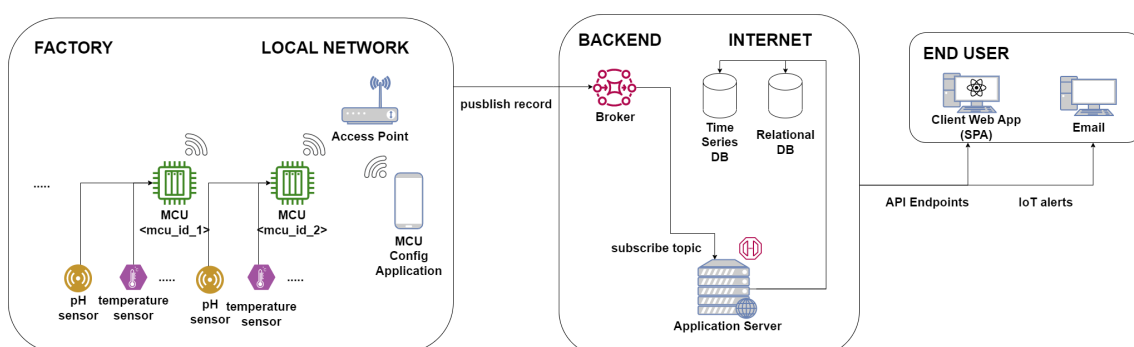 FACTORY
LOCAL NETWORK
Access Point
.....
MCU
<mcu_id_1>
MCU
<mcu_id_2>
MCU
Config
Application
pH
sensor
temperature
sensor
.....
pH
sensor
temperature
sensor
.....
pusblish record
BACKEND
INTERNET
Broker
Time
Series
DB
Relational
DB
subscribe topic
Application Server
API Endpoints
IoT alerts
END USER
Client Web App
(SPA)
Email